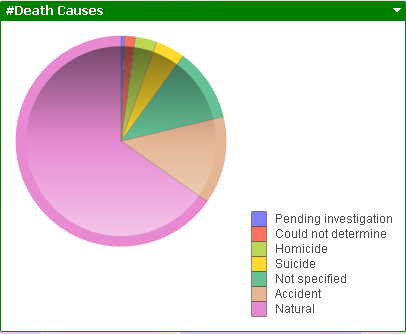 #Death Causes
Pending investigation
Could not determine
Homicide
Suicide
Not specified
Accident
Natural